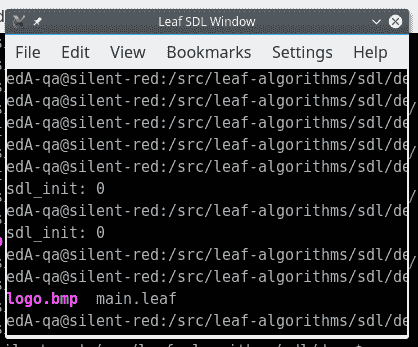 Leaf SDL Window
File Edit View Bookmarks Settings Help
edA-qa@silent-red:/src/leaf-algorithms/sdl/de
edA-qa@silent-red:/src/leaf-algorithms/sdl/de
edA-qa@silent-red:/src/leaf-algorithms/sdl/de
edA-qa@silent-red:/src/leaf-algorithms/sdl/de
edA-qa@silent-red:/src/leaf-algorithms/sdl/de
sdl_init: 0
edA-qa@silent-red:/src/leaf-algorithms/sdl/de
sdl_init: 0
edA-qa@silent-red:/src/leaf-algorithms/sdl/de
edA-qa@silent-red:/src/leaf-algorithms/sdl/de
logo.bmp main.leaf
edA-qa@silent-red:/src/leaf-algorithms/sdl/de